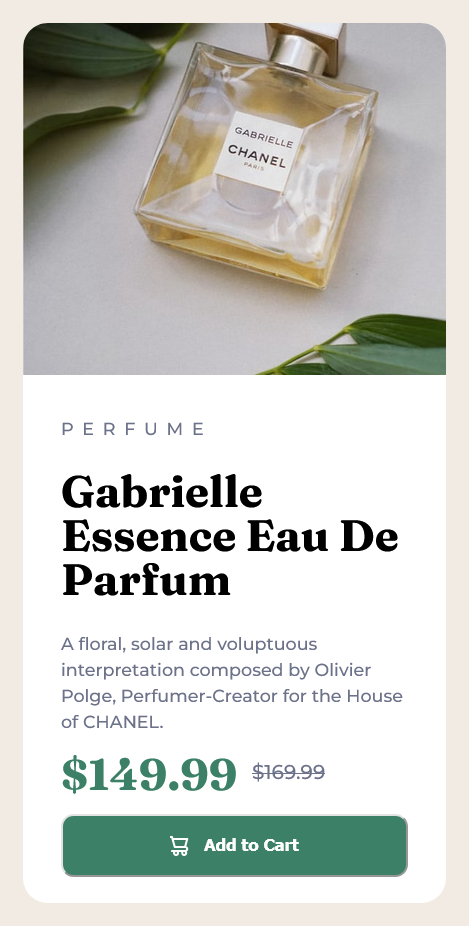 GABRIELLE
CHANEL
PARIS
PERFUME
Gabrielle
Essence Eau De
Parfum
A floral, solar and voluptuous
interpretation composed by Olivier
Polge, Perfumer-Creator for the House
of CHANEL.
$149.99 $169.99
Add to Cart